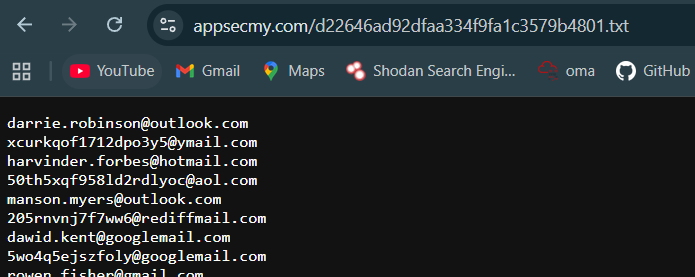 appsecmy.com/d22646ad92dfaa334f9fa1c3579b4801.txt
YouTube Gmail Maps Shodan Search Engi... oma GitHub
darrie.robinson@outlook.com
xcurkqof1712dpo3y5@ymail.com
harvinder.forbes@hotmail.com
50th5xqf958ld2rdlyoc@aol.com
manson.myers@outlook.com
205rnvnj7f7ww6@rediffmail.com
dawid.kent@googlemail.com
5wo4q5ejszfoly@googlemail.com
rowen.fisher@gmail.com